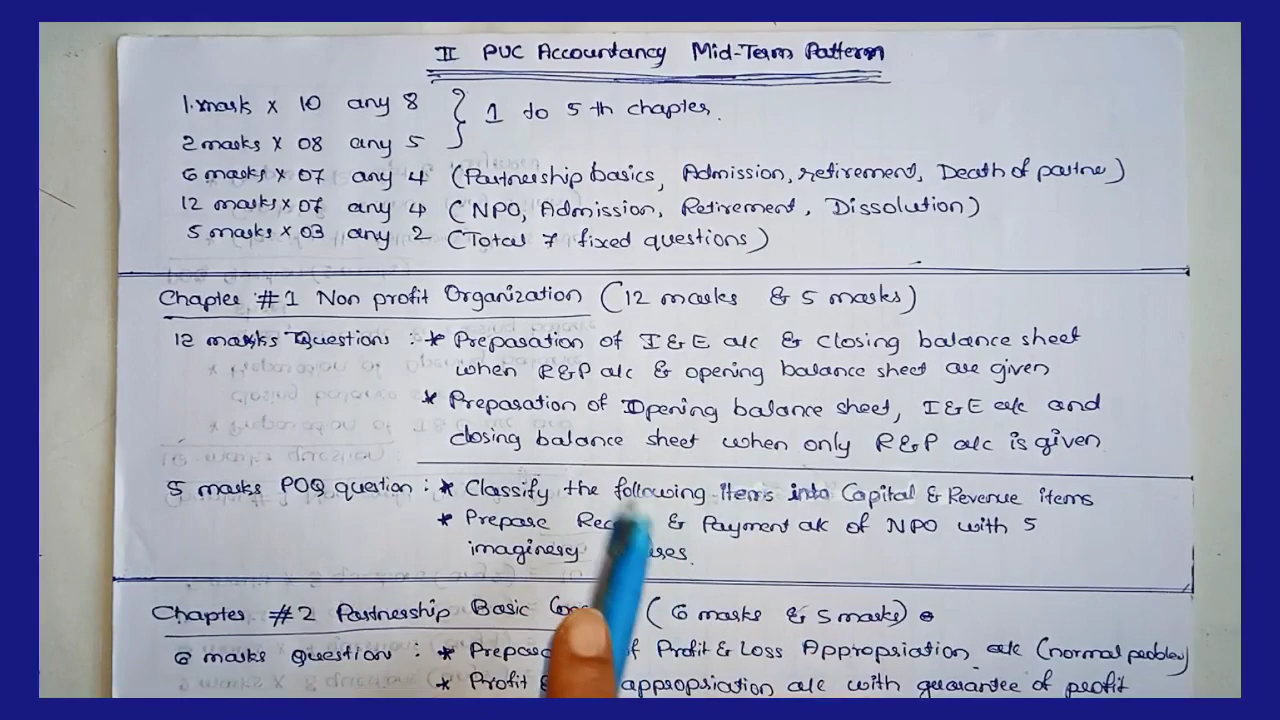 II PUC Accountancy Mid-Term Pattern
1.mark x 10 any 8
1 to 5 th chapter.
2 marks x 08 any 5
6 marks x 07 any 4 (Partnership basics, Admission, retirement, Death of partner)
12 marks x 07 any 4 (NPO, Admission, Retirement, Dissolution)
5 marks x 03 any 2 (Total 7 fixed questions)
Chapter #1 Non profit Organization (12 marks & 5 marks)
12 marks Questions : * Preparation of I&E a/c & closing balance sheet
when R&P a/c & opening balance sheet are given
* Preparation of Opening balance sheet, I&E a/c and
closing balance sheet when only R&P a/c is given
5 marks POQ question : * Classify the following items into Capital & Revenue items
* Prepare & Payment a/c of NPO with 5
imaginery
Chapter #2 Partnership Basic (6 marks & 5 marks)
6 marks Question : * of Profit & Loss Appropriation a/c (normal problem)
* Profit appropriation a/c with guarantee of profit